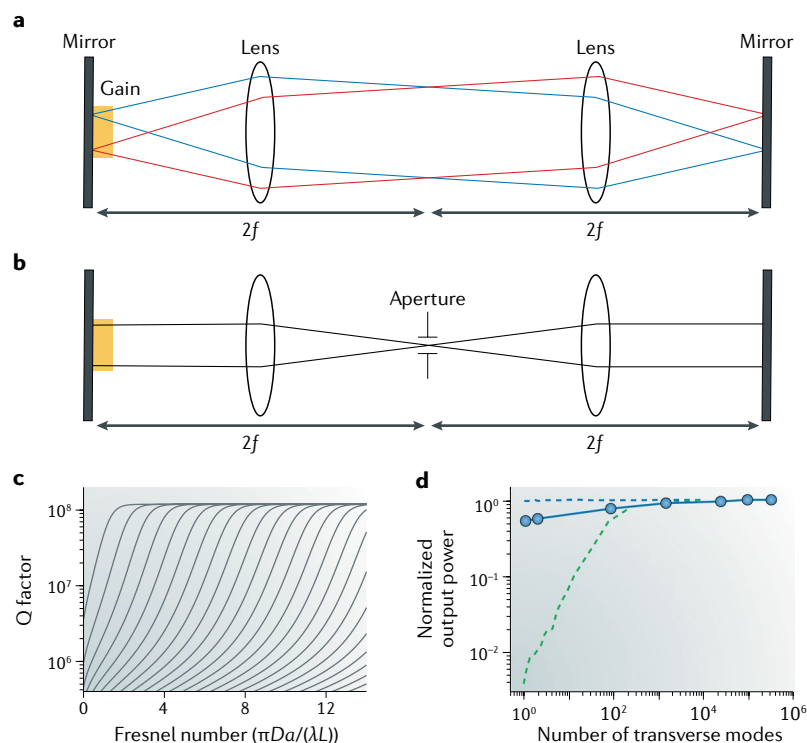 a
Mirror
Lens
Lens
Mirror
Gain
2f
2f
b
Aperture
2f
2f
c
Q factor
10⁸
10⁷
10⁶
0
4
8
12
Fresnel number (πDa/(λL))
d
Normalized
output power
10⁰
10⁻¹
10⁻²
10⁰
10²
10⁴
10⁶
Number of transverse modes